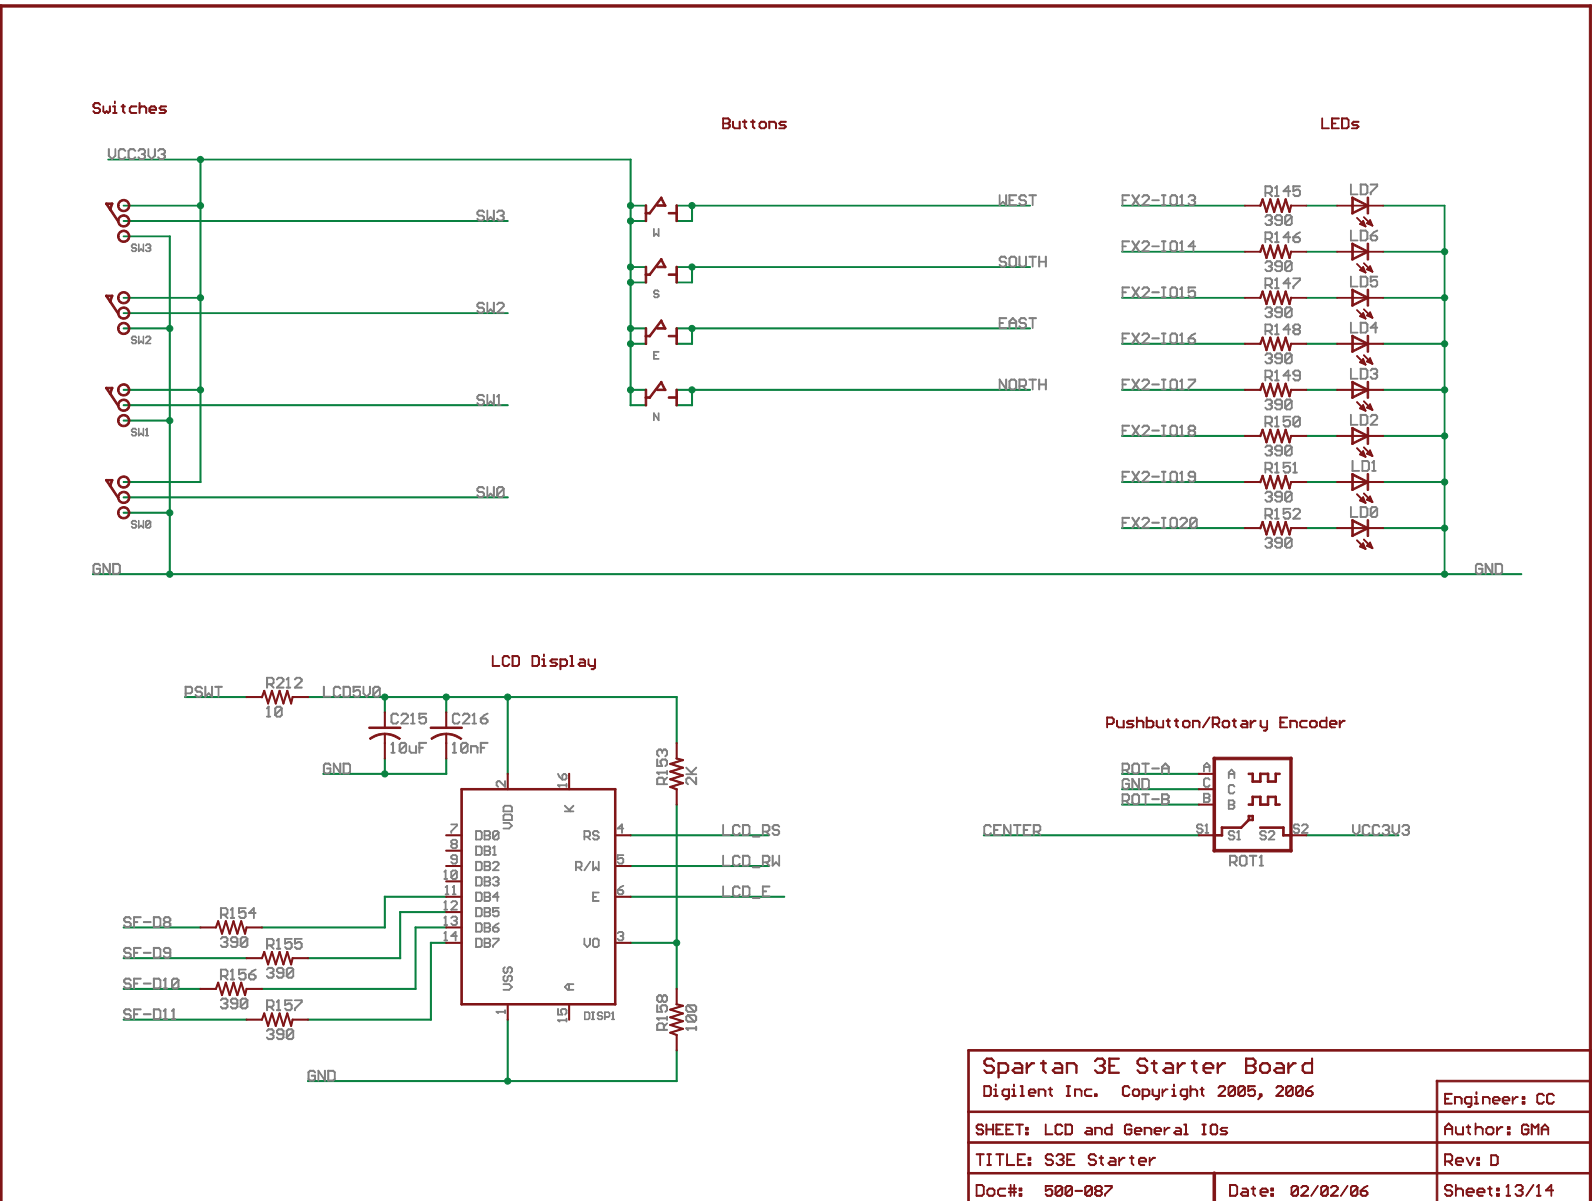 Switches
Buttons
LEDs
VCC3V3
SW3
SW3
SW2
SW2
SW1
SW1
SW0
SW0
GND
W
WEST
S
SOUTH
E
EAST
N
NORTH
EX2-IO13
R145
390
LD7
EX2-IO14
R146
390
LD6
EX2-IO15
R147
390
LD5
EX2-IO16
R148
390
LD4
EX2-IO17
R149
390
LD3
EX2-IO18
R150
390
LD2
EX2-IO19
R151
390
LD1
EX2-IO20
R152
390
LD0
GND
LCD Display
PSWT
R212
10
LCD5V0
C215
10uF
C216
10nF
GND
R153
2K
2
VDD
16
K
7 DB0
8 DB1
9 DB2
10 DB3
11 DB4
12 DB5
13 DB6
14 DB7
RS 4 LCD_RS
R/W 5 LCD_RW
E 6 LCD_E
VO 3
VSS
1
A
15
DISP1
SF-D8
R154
390
SF-D9
R155
390
SF-D10
R156
390
SF-D11
R157
390
R158
100
GND
Pushbutton/Rotary Encoder
ROT-A A A
GND C C
ROT-B B B
CENTER S1 S1 S2 S2 VCC3V3
ROT1
Spartan 3E Starter Board
Digilent Inc. Copyright 2005, 2006
Engineer: CC
SHEET: LCD and General IOs
Author: GMA
TITLE: S3E Starter
Rev: D
Doc#: 500-087
Date: 02/02/06
Sheet:13/14